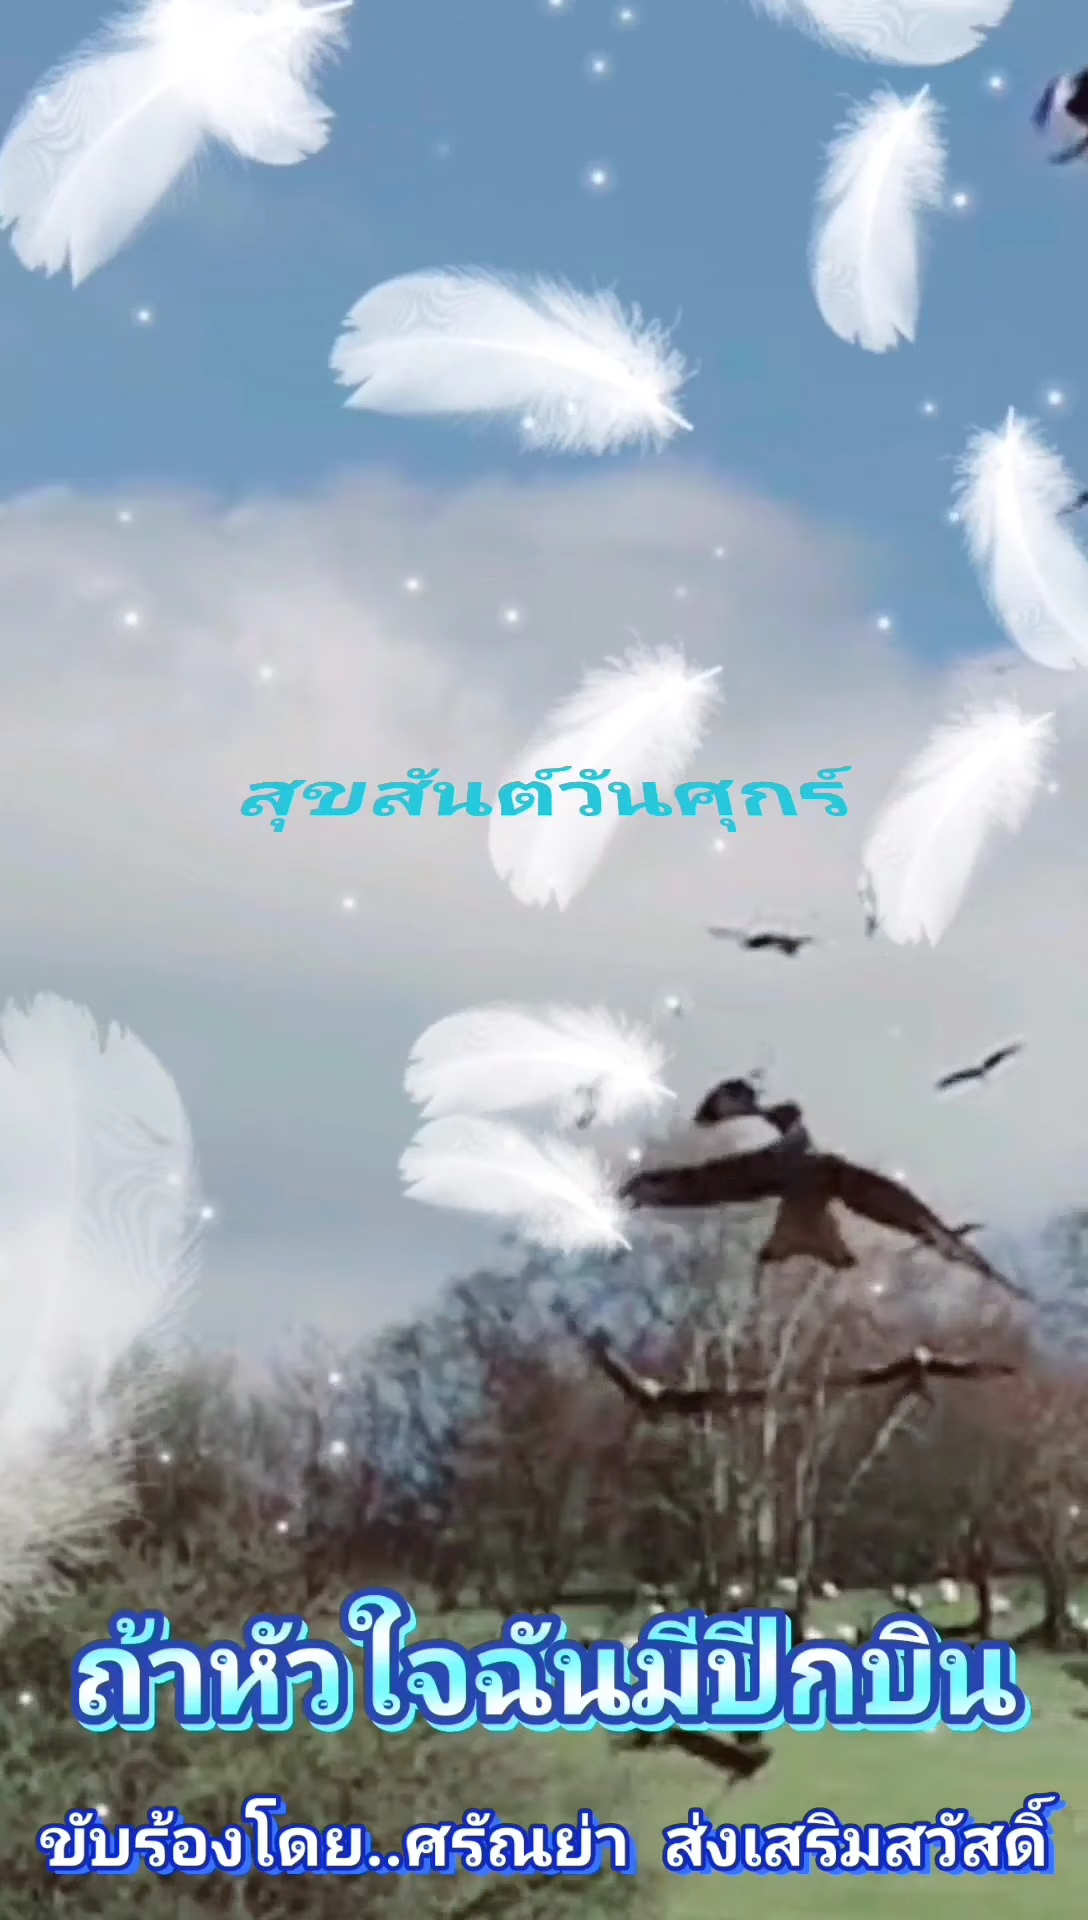 สุขสันต์วันศุกร์
ถ้าหัวใจฉันมีปีกบิน
ขับร้องโดย..ศรัณย่า ส่งเสริมสวัสดิ์